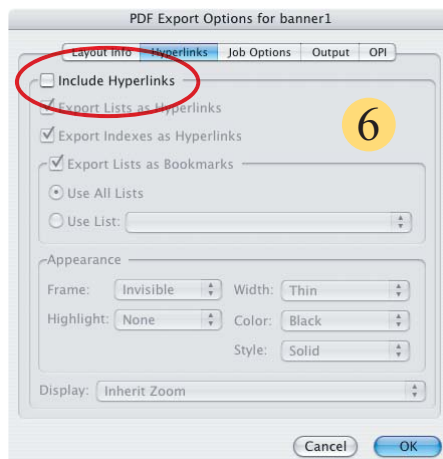 PDF Export Options for banner1
Layout Info Hyperlinks Job Options Output OPI
Include Hyperlinks
Export Lists as Hyperlinks
6
Export Indexes as Hyperlinks
Export Lists as Bookmarks
Use All Lists
Use List:
Appearance
Frame: Invisible Width: Thin
Highlight: None Color: Black
Style: Solid
Display: Inherit Zoom
Cancel OK